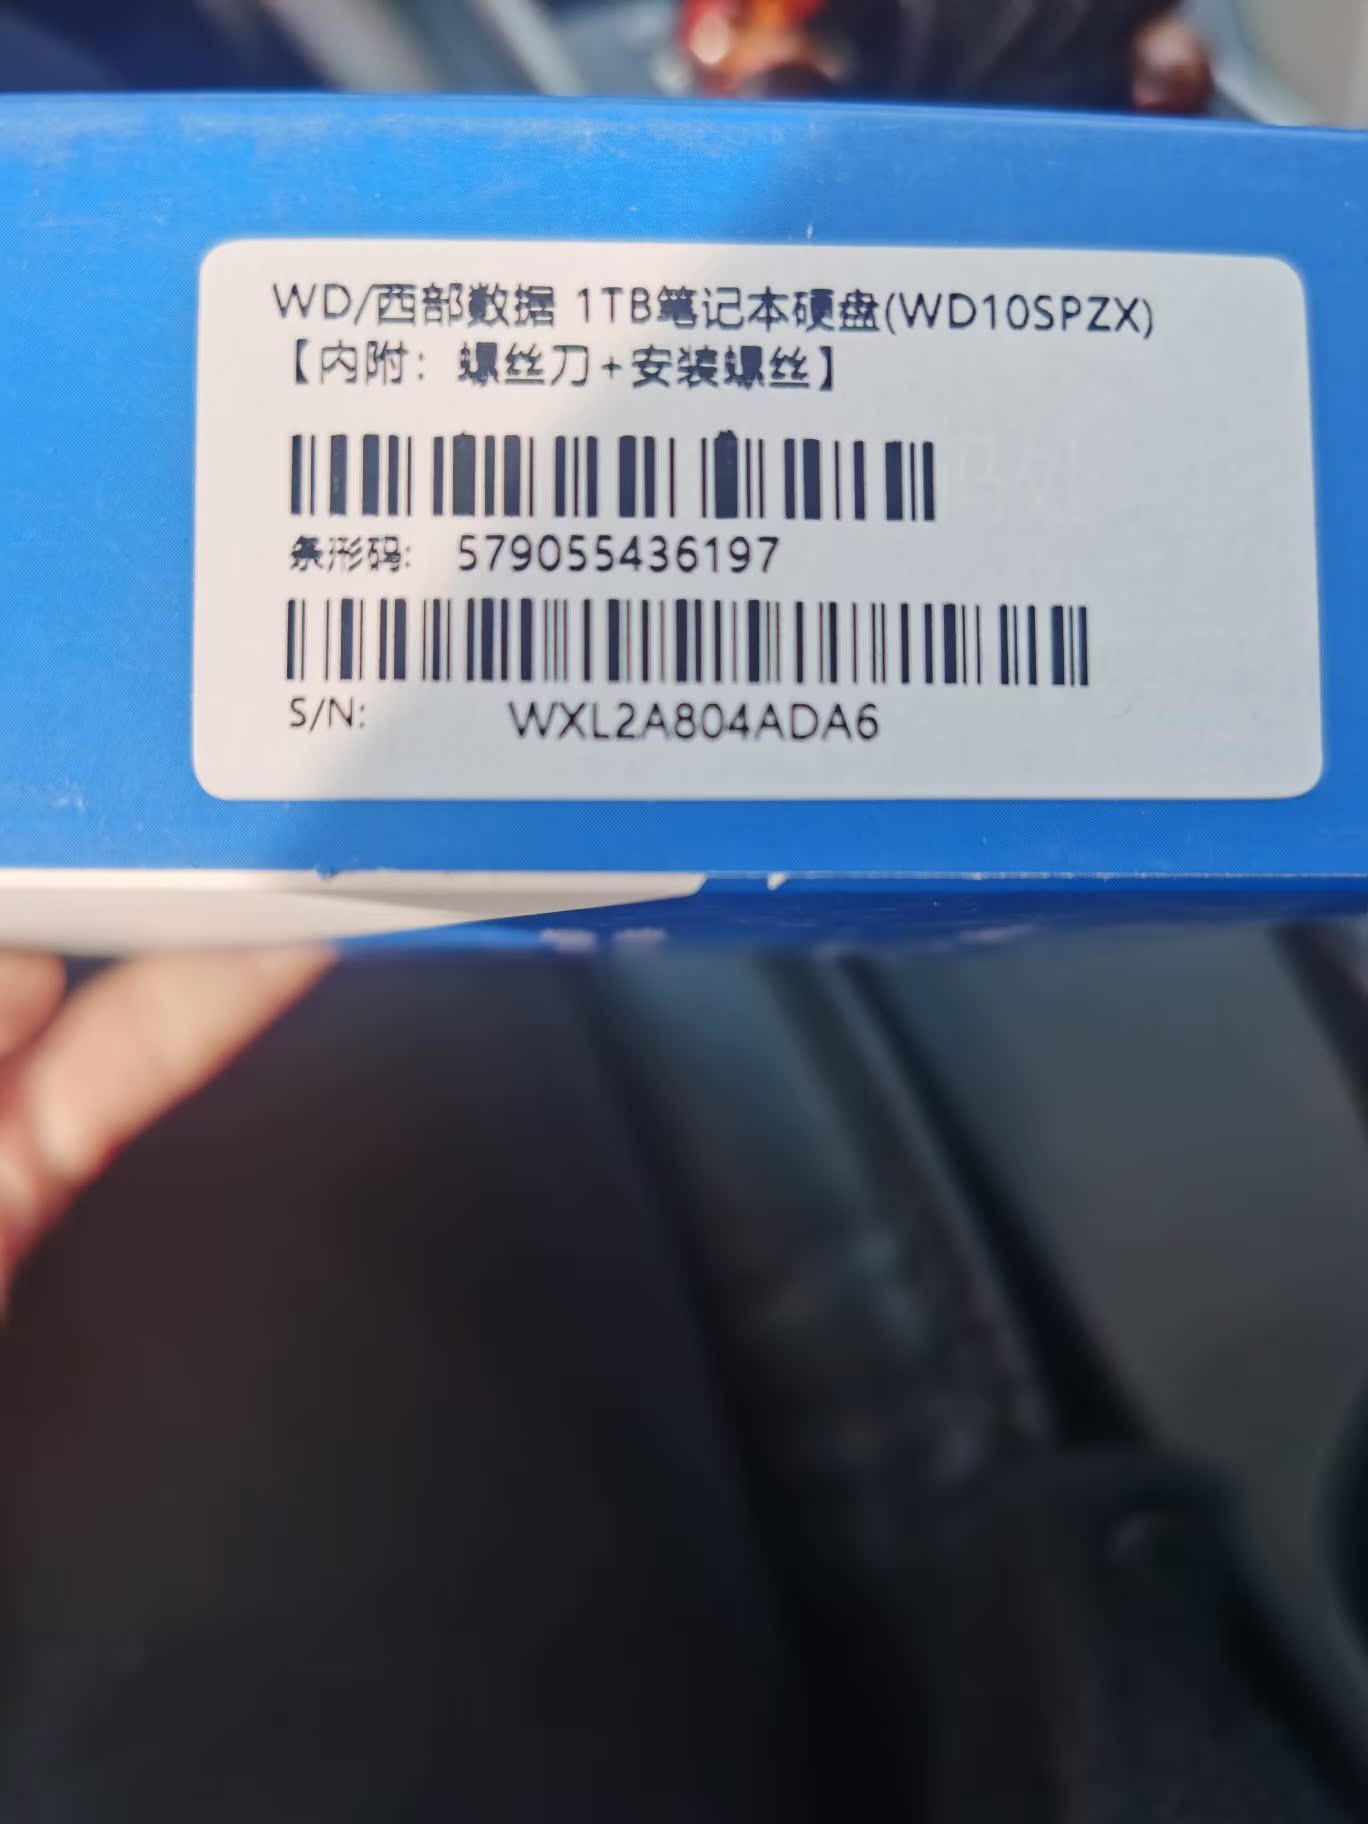 WD/西部数据 1TB笔记本硬盘(WD10SPZX)
【内附：螺丝刀+安装螺丝】
条形码: 579055436197
S/N: WXL2A804ADA6